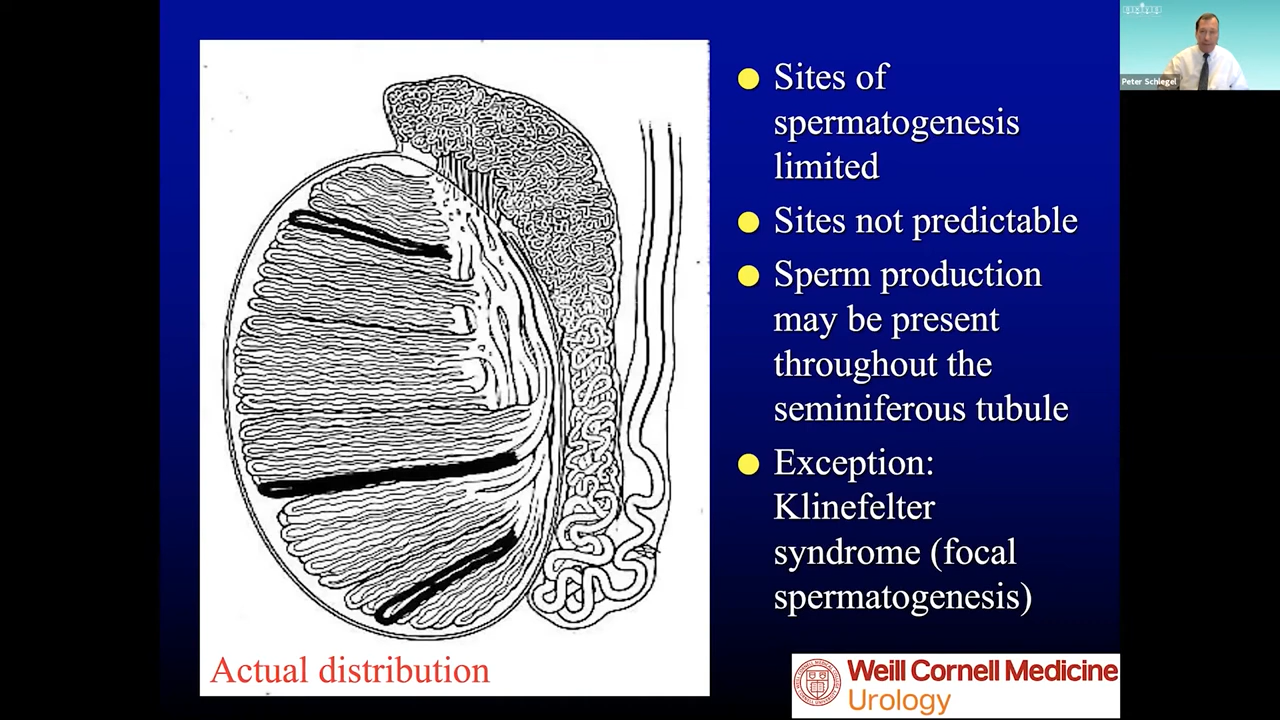 Sites of
spermatogenesis
limited
Sites not predictable
Sperm production
may be present
throughout the
seminiferous tubule
Exception:
Klinefelter
syndrome (focal
spermatogenesis)
Actual distribution
Weill Cornell Medicine
Urology
Peter Schlegel